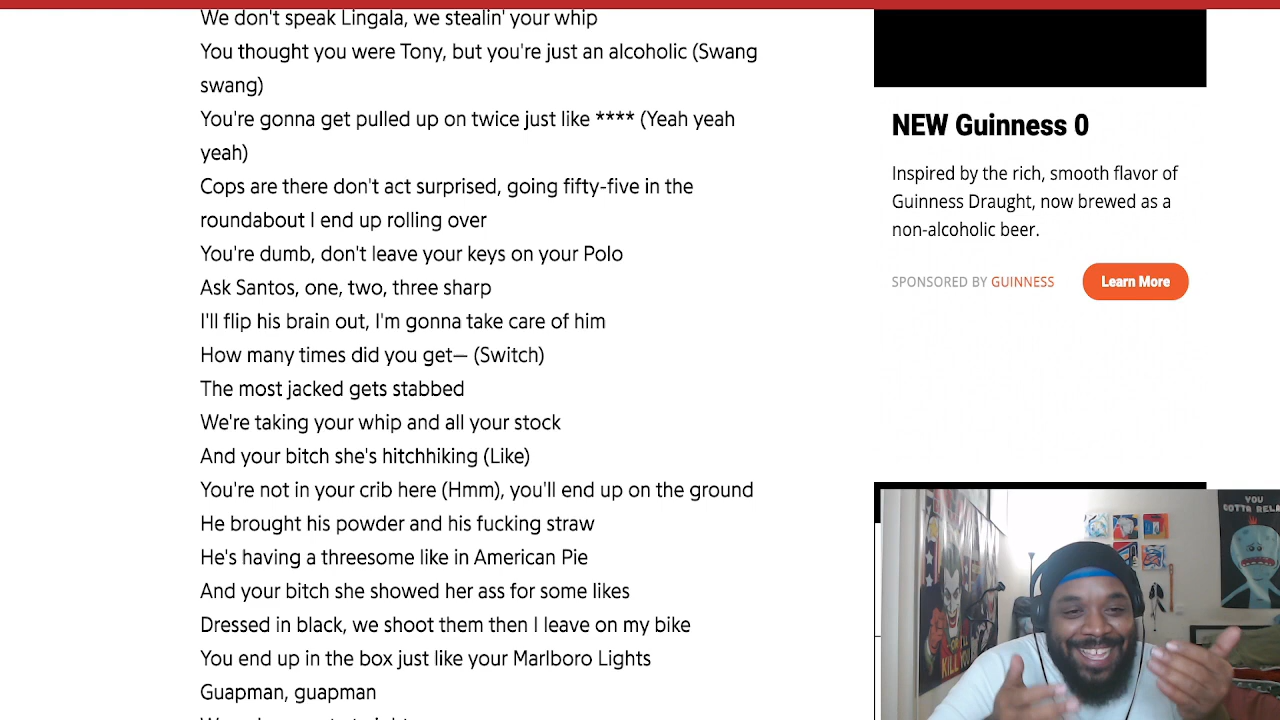 We don't speak Lingala, we stealin' your whip
You thought you were Tony, but you're just an alcoholic (Swang
swang)
You're gonna get pulled up on twice just like **** (Yeah yeah
yeah)
Cops are there don't act surprised, going fifty-five in the
roundabout I end up rolling over
You're dumb, don't leave your keys on your Polo
Ask Santos, one, two, three sharp
I'll flip his brain out, I'm gonna take care of him
How many times did you get— (Switch)
The most jacked gets stabbed
We're taking your whip and all your stock
And your bitch she's hitchhiking (Like)
You're not in your crib here (Hmm), you'll end up on the ground
He brought his powder and his fucking straw
He's having a threesome like in American Pie
And your bitch she showed her ass for some likes
Dressed in black, we shoot them then I leave on my bike
You end up in the box just like your Marlboro Lights
Guapman, guapman
NEW Guinness 0
Inspired by the rich, smooth flavor of
Guinness Draught, now brewed as a
non-alcoholic beer.
SPONSORED BY GUINNESS
Learn More
YOU
GOTTA RELA
KILL YOU